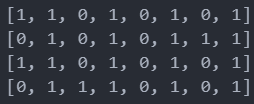 [1, 1, 0, 1, 0, 1, 0, 1]
[0, 1, 0, 1, 0, 1, 1, 1]
[1, 1, 0, 1, 0, 1, 0, 1]
[0, 1, 1, 1, 0, 1, 0, 1]